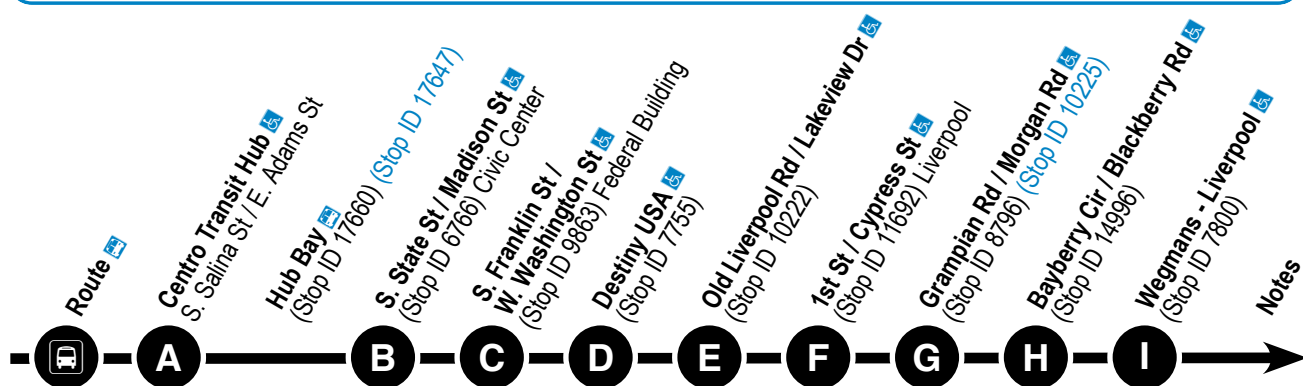 Route
Centro Transit Hub
S. Salina St / E. Adams St
Hub Bay
(Stop ID 17660) (Stop ID 17647)
S. State St / Madison St
(Stop ID 6766) Civic Center
S. Franklin St /
W. Washington St
(Stop ID 9863) Federal Building
Destiny USA
(Stop ID 7755)
Old Liverpool Rd / Lakeview Dr
(Stop ID 10222)
1st St / Cypress St
(Stop ID 11692) Liverpool
Grampian Rd / Morgan Rd
(Stop ID 8796) (Stop ID 10225)
Bayberry Cir / Blackberry Rd
(Stop ID 14996)
Wegmans - Liverpool
(Stop ID 7800)
Notes
A B C D E F G H I